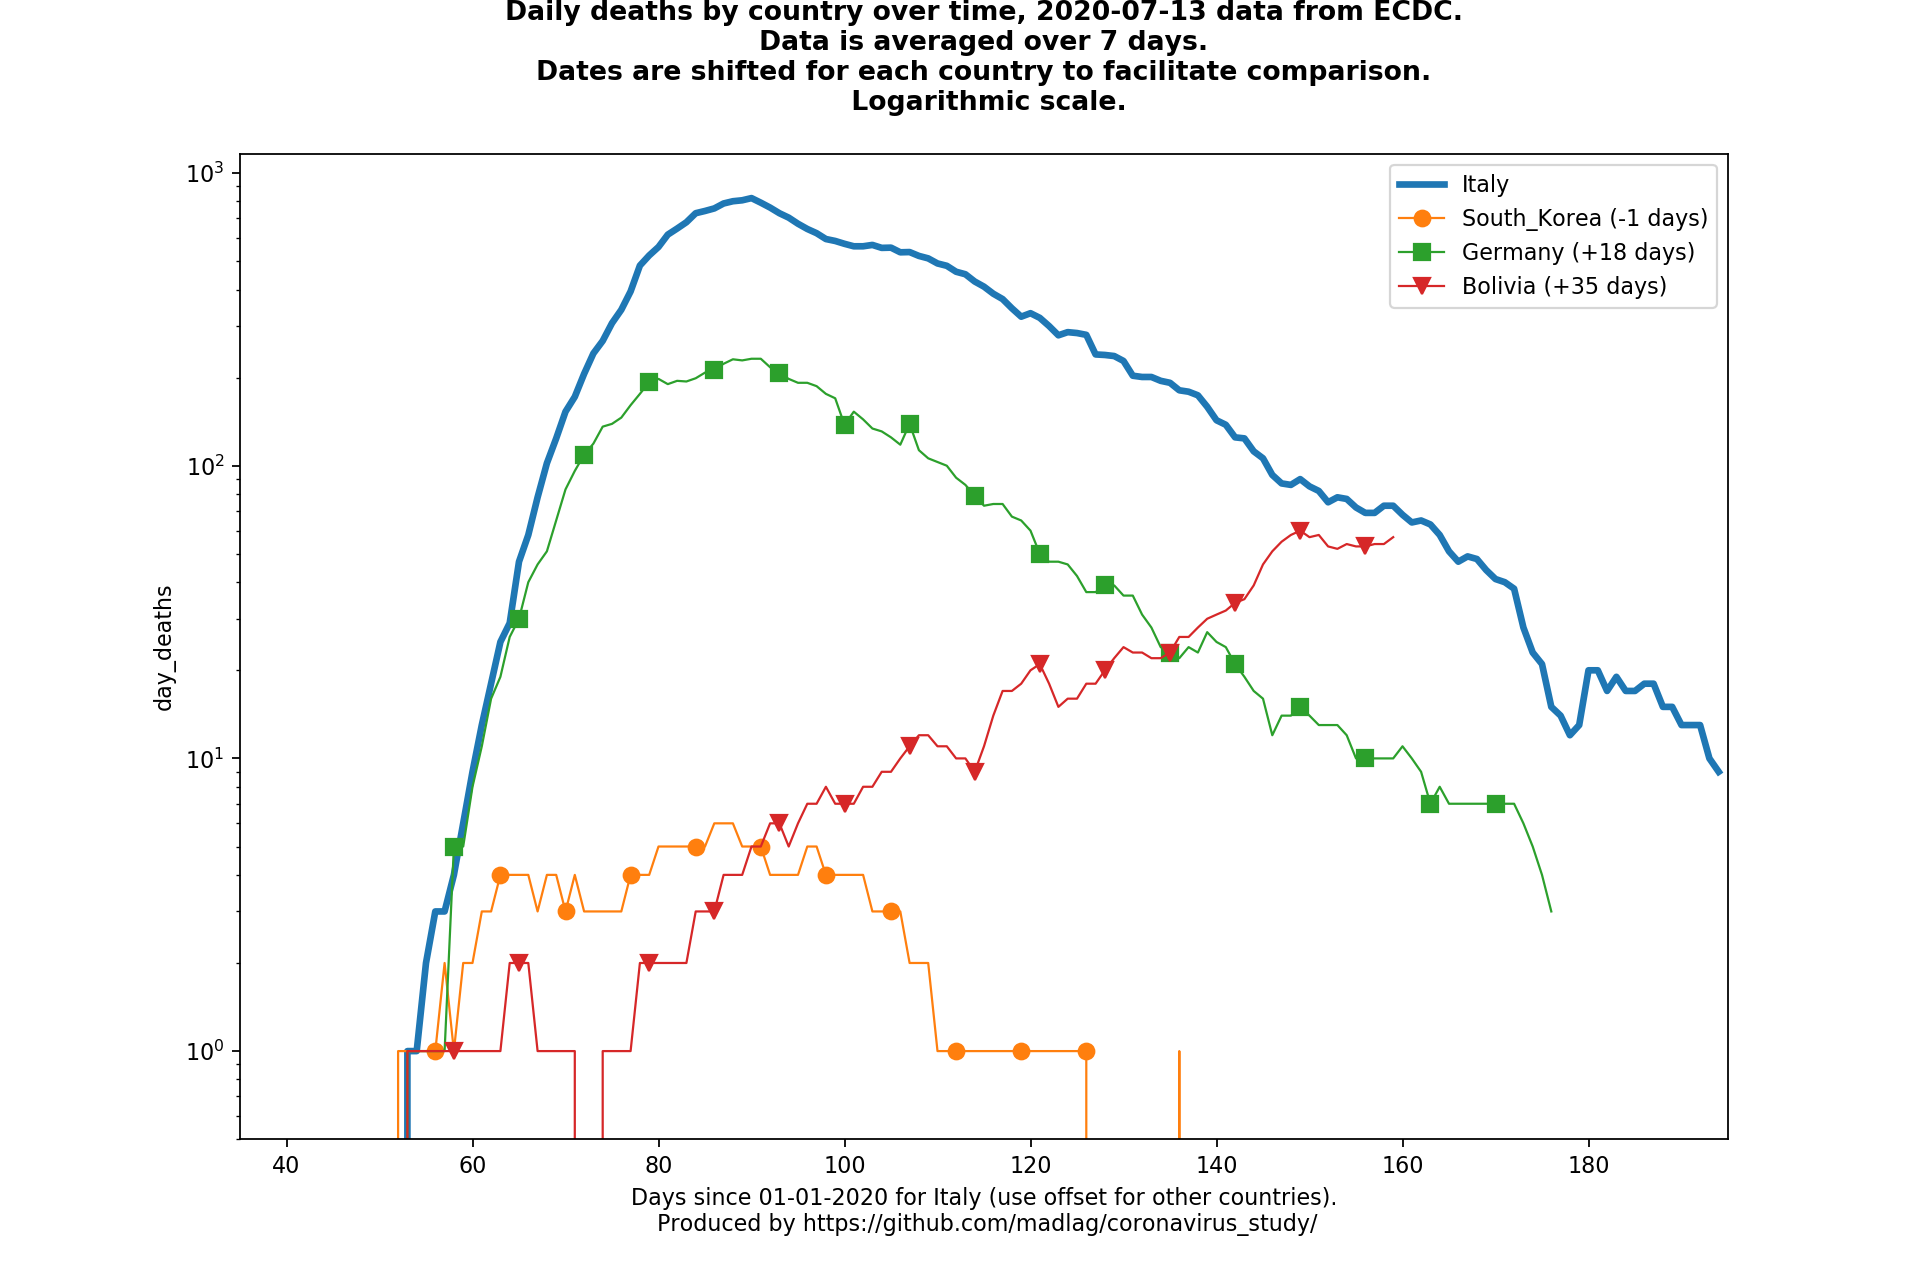 Daily deaths by country over time, 2020-07-13 data from ECDC.
Data is averaged over 7 days.
Dates are shifted for each country to facilitate comparison.
Logarithmic scale.
Italy
South_Korea (-1 days)
Germany (+18 days)
Bolivia (+35 days)
day_deaths
10³
10²
10¹
10⁰
40 60 80 100 120 140 160 180
Days since 01-01-2020 for Italy (use offset for other countries).
Produced by https://github.com/madlag/coronavirus_study/